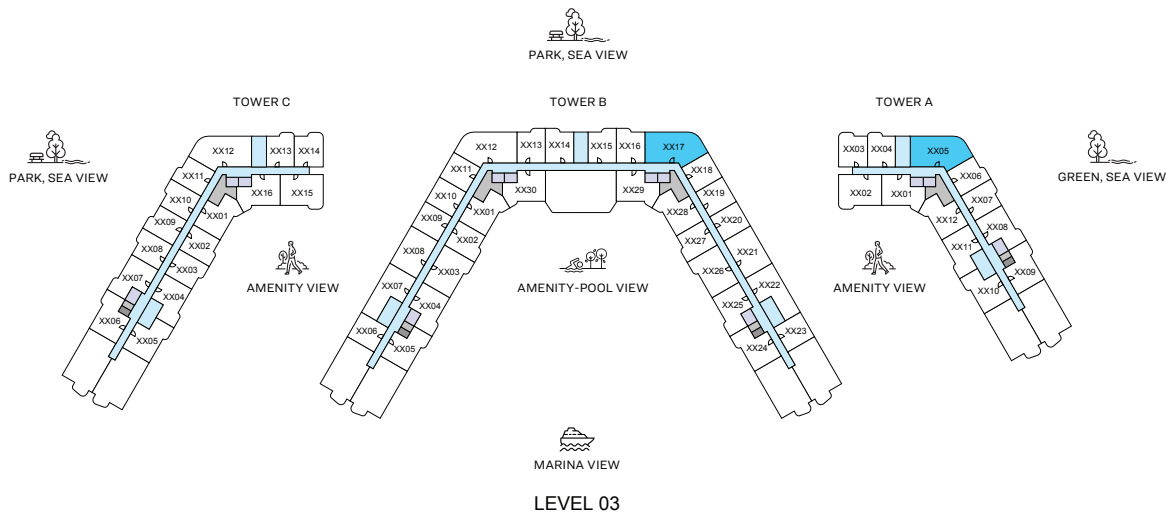 PARK, SEA VIEW
TOWER C
TOWER B
TOWER A
PARK, SEA VIEW
GREEN, SEA VIEW
XX12
XX13
XX14
XX11
XX10
XX09
XX08
XX07
XX06
XX01
XX16
XX15
XX02
XX03
XX04
XX05
XX12
XX13
XX14
XX15
XX16
XX17
XX11
XX10
XX09
XX08
XX07
XX06
XX30
XX01
XX02
XX03
XX04
XX05
XX29
XX28
XX27
XX26
XX25
XX24
XX18
XX19
XX20
XX21
XX22
XX23
XX03
XX04
XX05
XX02
XX01
XX12
XX11
XX10
XX06
XX07
XX08
XX09
AMENITY VIEW
AMENITY-POOL VIEW
AMENITY VIEW
MARINA VIEW
LEVEL 03